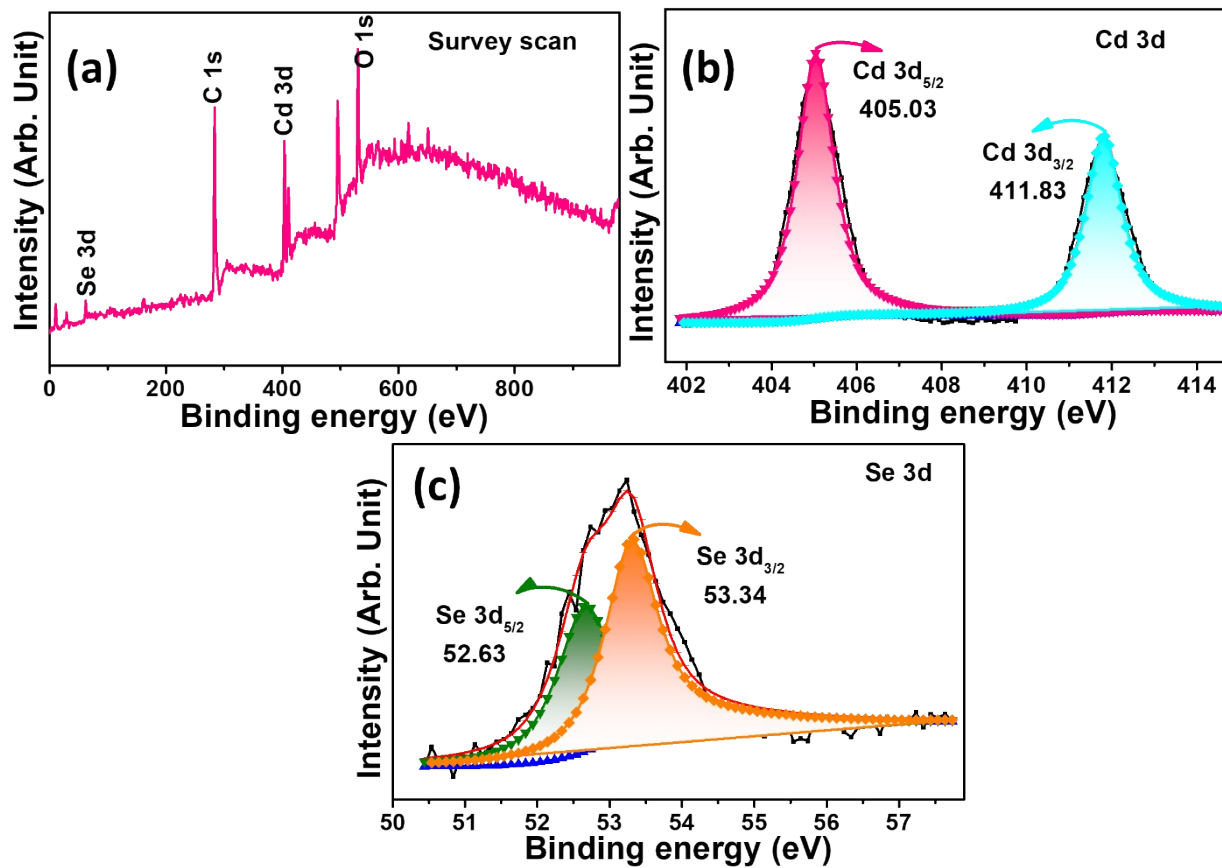 (a)
Survey scan
Se 3d
C 1s
Cd 3d
O 1s
Intensity (Arb. Unit)
0 200 400 600 800
Binding energy (eV)
(b)
Cd 3d
Cd 3d5/2
405.03
Cd 3d3/2
411.83
Intensity (Arb. Unit)
402 404 406 408 410 412 414
Binding energy (eV)
(c)
Se 3d
Se 3d3/2
53.34
Se 3d5/2
52.63
Intensity (Arb. Unit)
50 51 52 53 54 55 56 57
Binding energy (eV)